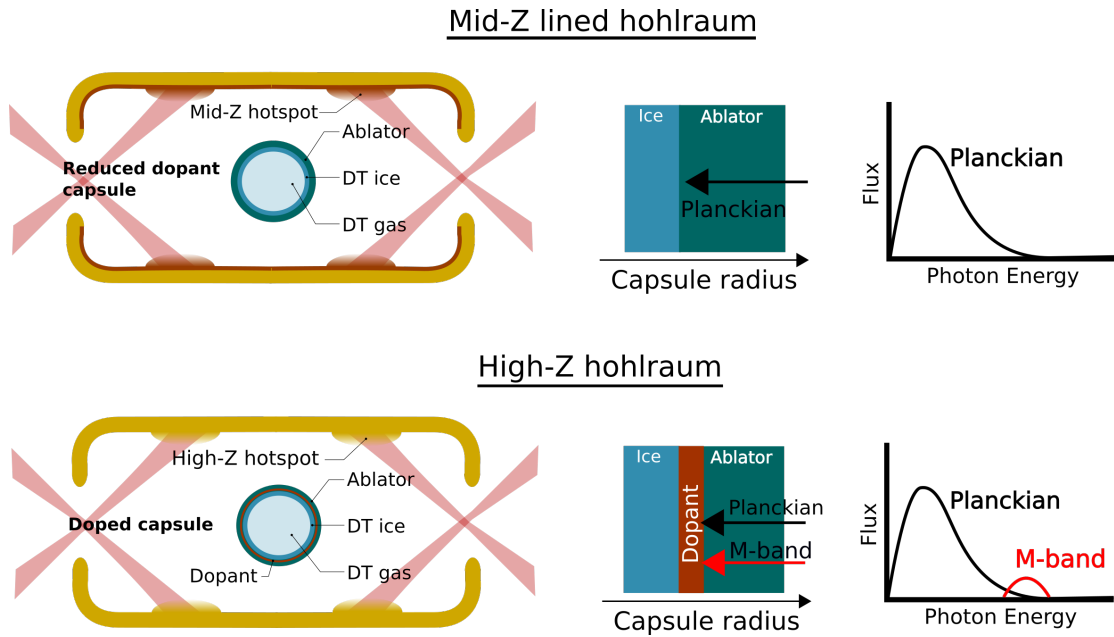 Mid-Z lined hohlraum
Mid-Z hotspot
Ablator
Reduced dopant
capsule
DT ice
DT gas
Ice
Ablator
Planckian
Capsule radius
Flux
Planckian
Photon Energy
High-Z hohlraum
High-Z hotspot
Ablator
Doped capsule
DT ice
Dopant
DT gas
Ice
Ablator
Dopant
Planckian
M-band
Capsule radius
Flux
Planckian
M-band
Photon Energy